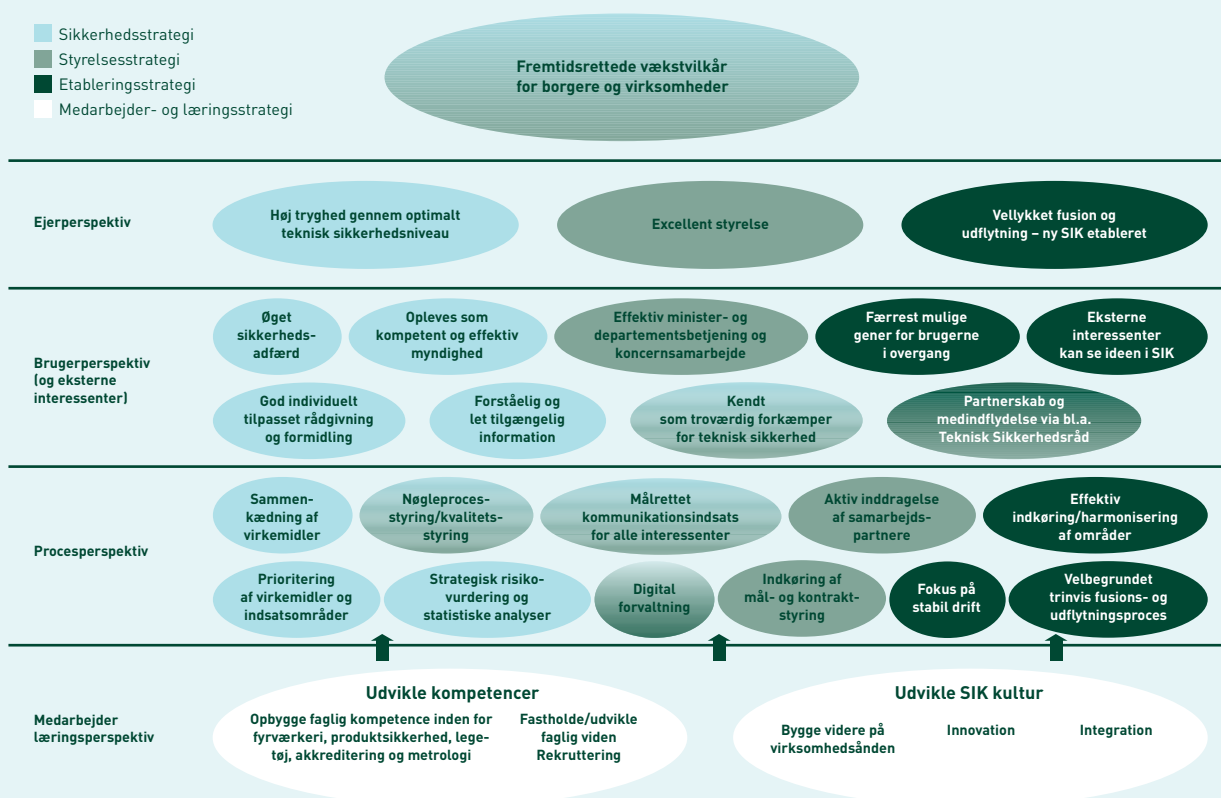 Sikkerhedsstrategi
Styrelsesstrategi
Etableringsstrategi
Medarbejder- og læringsstrategi
Fremtidsrettede vækstvilkår
for borgere og virksomheder
Ejerperspektiv
Høj tryghed gennem optimalt
teknisk sikkerhedsniveau
Excellent styrelse
Vellykket fusion og
udflytning – ny SIK etableret
Brugerperspektiv
(og eksterne
interessenter)
Øget
sikkerheds-
adfærd
Opleves som
kompetent og effektiv
myndighed
Effektiv minister- og
departementsbetjening og
koncernsamarbejde
Færrest mulige
gener for brugerne
i overgang
Eksterne
interessenter
kan se ideen i SIK
God individuelt
tilpasset rådgivning
og formidling
Forståelig og
let tilgængelig
information
Kendt
som troværdig forkæmper
for teknisk sikkerhed
Partnerskab og
medindflydelse via bl.a.
Teknisk Sikkerhedsråd
Procesperspektiv
Sammen-
kædning af
virkemidler
Nøgleproces-
styring/kvalitets-
styring
Målrettet
kommunikationsindsats
for alle interessenter
Aktiv inddragelse
af samarbejds-
partnere
Effektiv
indkøring/harmonisering
af områder
Prioritering
af virkemidler og
indsatsområder
Strategisk risiko-
vurdering og
statistiske analyser
Digital
forvaltning
Indkøring af
mål- og kontrakt-
styring
Fokus på
stabil drift
Velbegrundet
trinvis fusions- og
udflytningsproces
Medarbejder
læringsperspektiv
Udvikle kompetencer
Opbygge faglig kompetence inden for
fyrværkeri, produktsikkerhed, lege-
tøj, akkreditering og metrologi
Fastholde/udvikle
faglig viden
Rekruttering
Udvikle SIK kultur
Bygge videre på
virksomhedsånden
Innovation
Integration